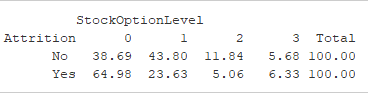 StockOptionLevel
Attrition 0 1 2 3 Total
No 38.69 43.80 11.84 5.68 100.00
Yes 64.98 23.63 5.06 6.33 100.00